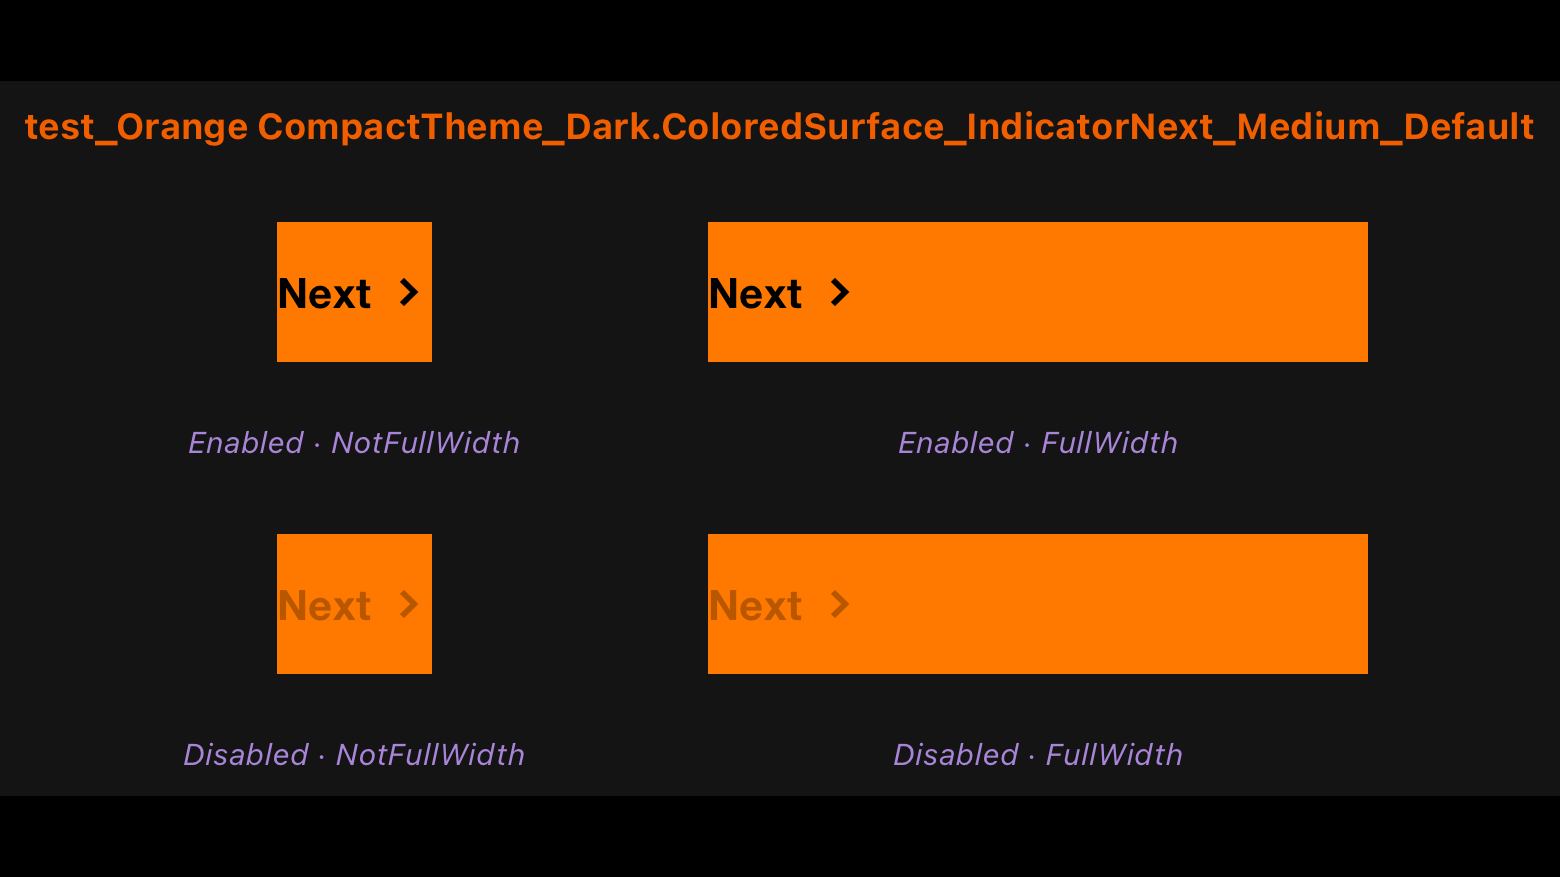 test_Orange CompactTheme_Dark.ColoredSurface_IndicatorNext_Medium_Default
Next
Next
Enabled · NotFullWidth
Enabled · FullWidth
Next
Next
Disabled · NotFullWidth
Disabled · FullWidth